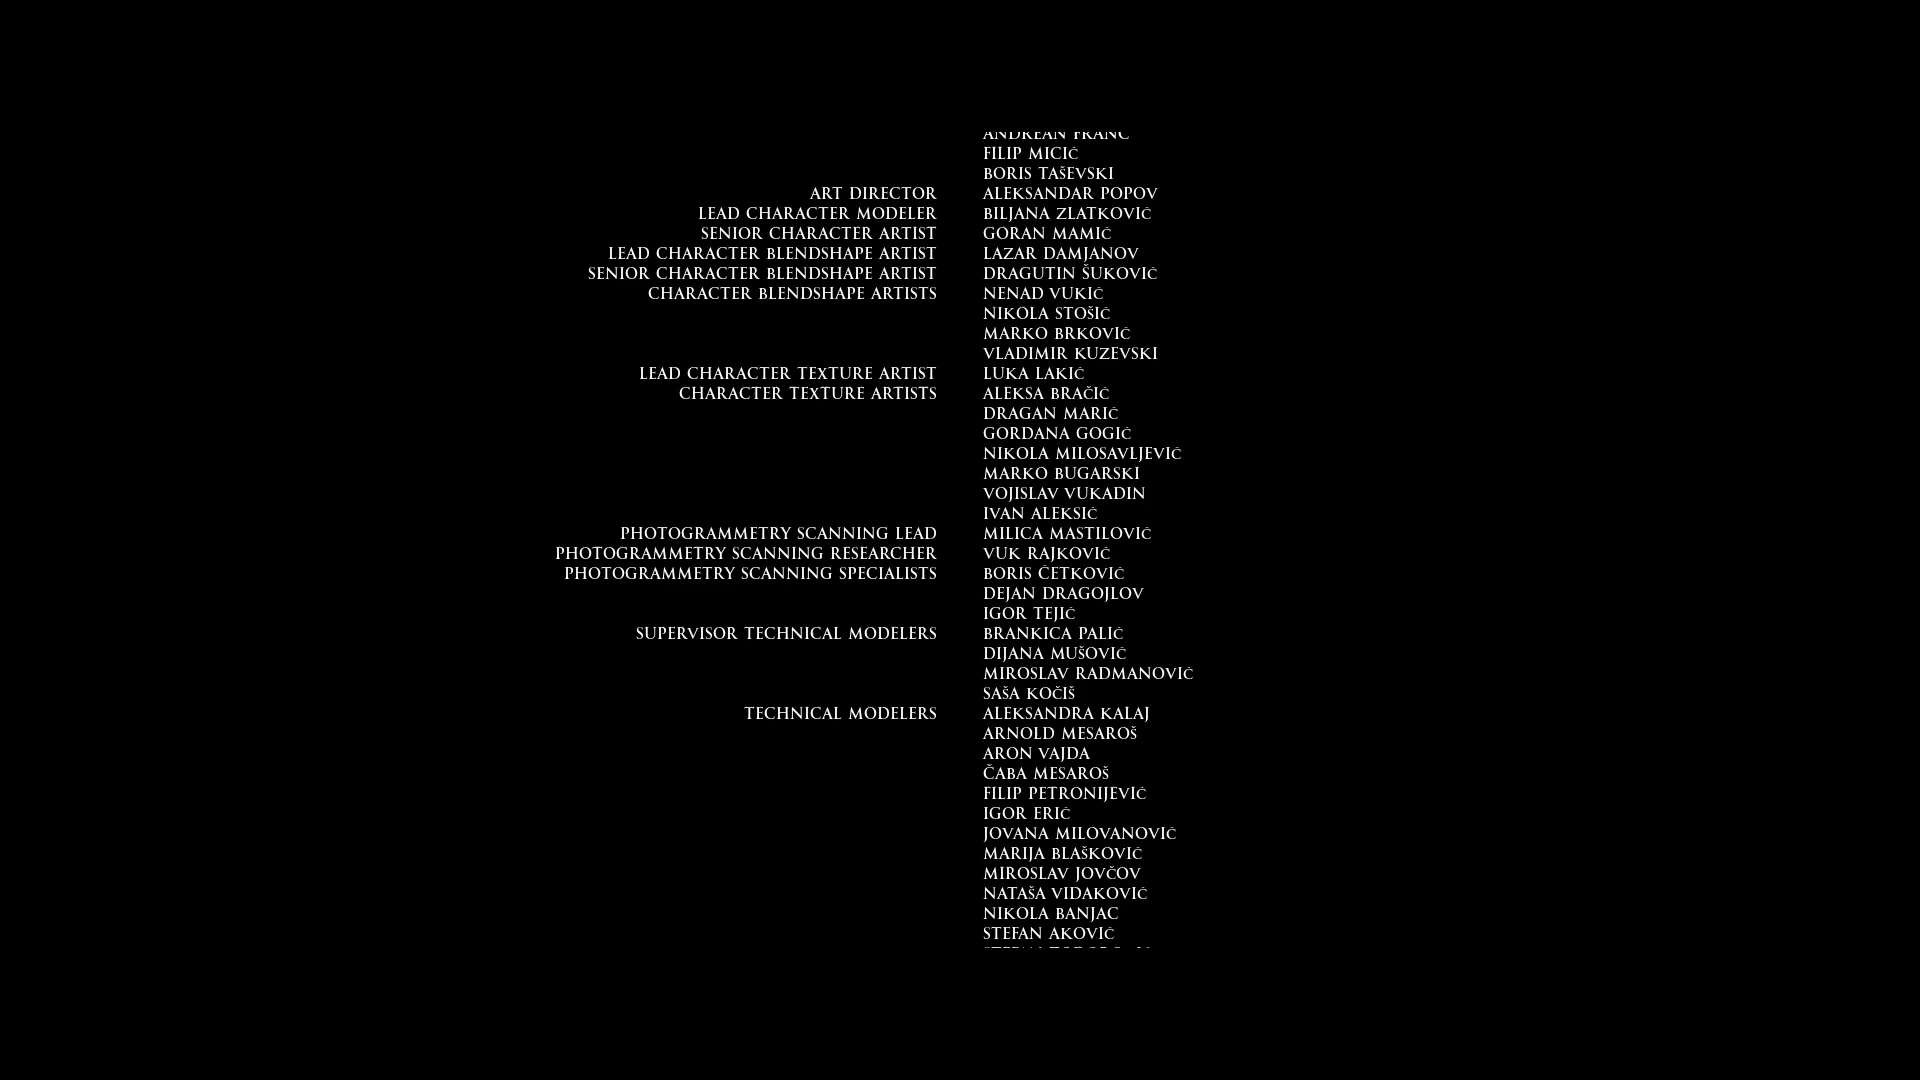 ANDREAN FRANC
FILIP MICIĆ
BORIS TAŠEVSKI
ART DIRECTOR ALEKSANDAR POPOV
LEAD CHARACTER MODELER BILJANA ZLATKOVIĆ
SENIOR CHARACTER ARTIST GORAN MAMIĆ
LEAD CHARACTER BLENDSHAPE ARTIST LAZAR DAMJANOV
SENIOR CHARACTER BLENDSHAPE ARTIST DRAGUTIN ŠUKOVIĆ
CHARACTER BLENDSHAPE ARTISTS NENAD VUKIĆ
NIKOLA STOŠIĆ
MARKO BRKOVIĆ
VLADIMIR KUZEVSKI
LEAD CHARACTER TEXTURE ARTIST LUKA LAKIĆ
CHARACTER TEXTURE ARTISTS ALEKSA BRAČIĆ
DRAGAN MARIĆ
GORDANA GOGIĆ
NIKOLA MILOSAVLJEVIĆ
MARKO BUGARSKI
VOJISLAV VUKADIN
IVAN ALEKSIĆ
PHOTOGRAMMETRY SCANNING LEAD MILICA MASTILOVIĆ
PHOTOGRAMMETRY SCANNING RESEARCHER VUK RAJKOVIĆ
PHOTOGRAMMETRY SCANNING SPECIALISTS BORIS ĆETKOVIĆ
DEJAN DRAGOJLOV
IGOR TEJIĆ
SUPERVISOR TECHNICAL MODELERS BRANKICA PALIĆ
DIJANA MUŠOVIĆ
MIROSLAV RADMANOVIĆ
SAŠA KOČIŠ
TECHNICAL MODELERS ALEKSANDRA KALAJ
ARNOLD MESAROŠ
ARON VAJDA
ČABA MESAROŠ
FILIP PETRONIJEVIĆ
IGOR ERIĆ
JOVANA MILOVANOVIĆ
MARIJA BLAŠKOVIĆ
MIROSLAV JOVČOV
NATAŠA VIDAKOVIĆ
NIKOLA BANJAC
STEFAN AKOVIĆ